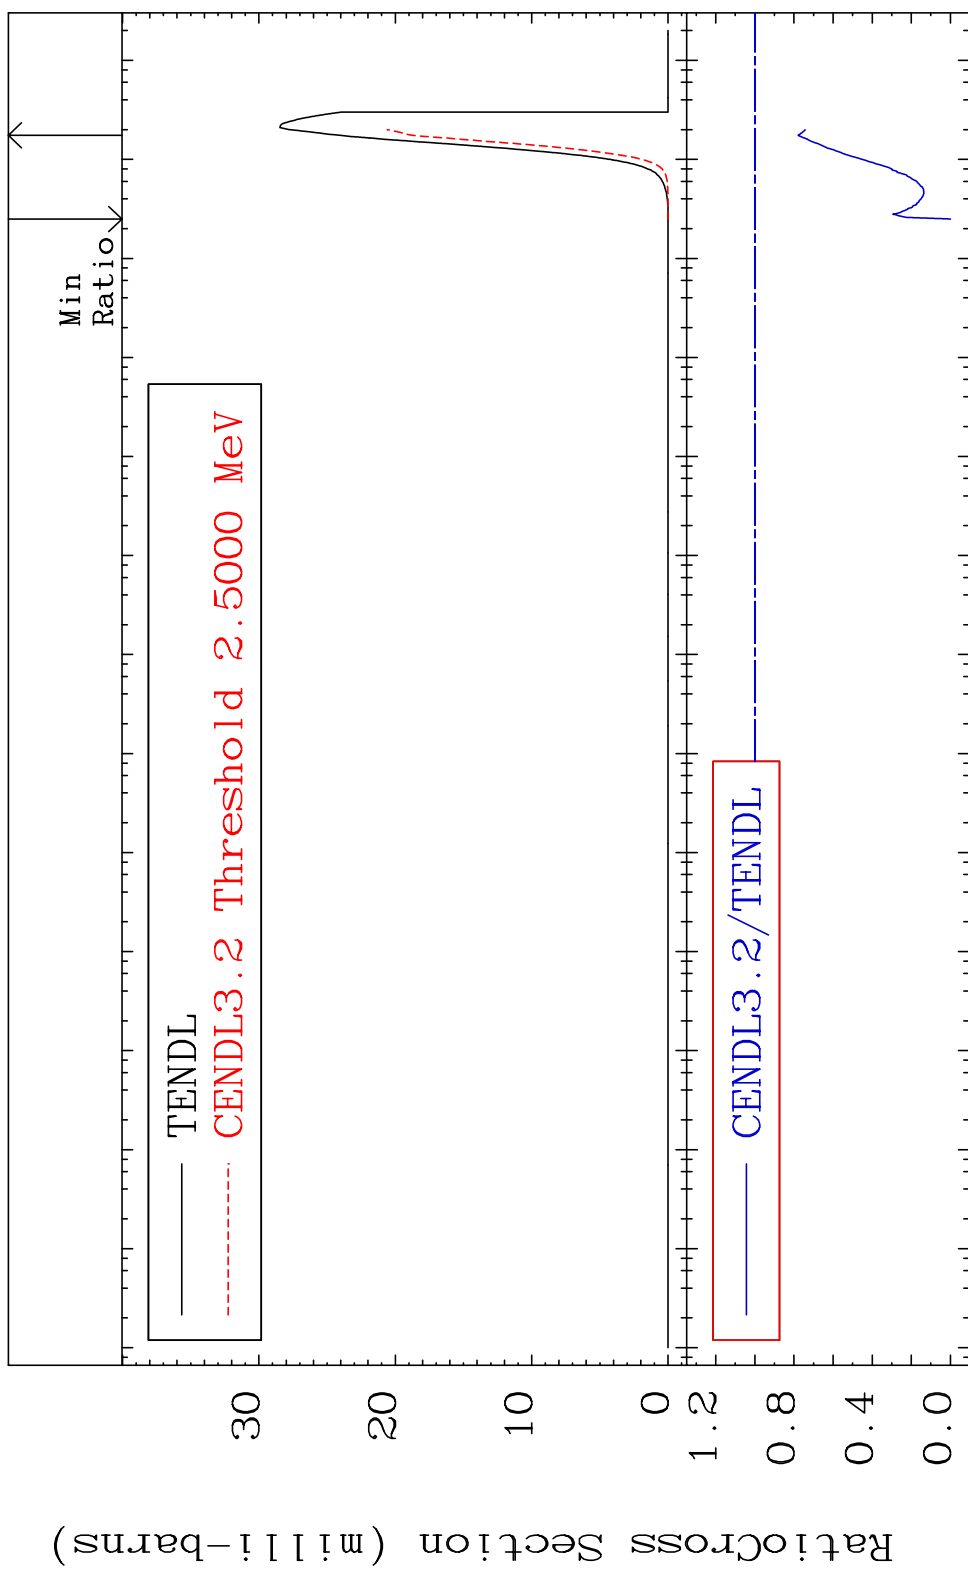 Min
Ratio
TENDL
CENDL3.2 Threshold 2.5000 MeV
30
20
10
0
Cross Section (milli-barns)
CENDL3.2/TENDL
1.2
0.8
0.4
0.0
Ratio